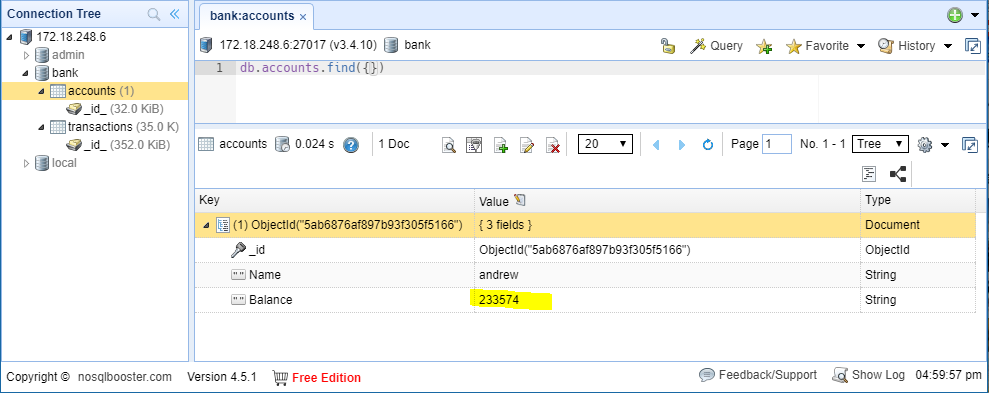 Connection Tree
bank:accounts ×
172.18.248.6
admin
bank
accounts (1)
_id_ (32.0 KiB)
transactions (35.0 K)
_id_ (352.0 KiB)
local
172.18.248.6:27017 (v3.4.10) bank
Query
Favorite
History
1 db.accounts.find({})
accounts 0.024 s 1 Doc 20 Page 1 No. 1 - 1 Tree
Key Value Type
(1) ObjectId("5ab6876af897b93f305f5166") { 3 fields } Document
_id ObjectId("5ab6876af897b93f305f5166") ObjectId
Name andrew String
Balance 233574 String
Copyright © nosqlbooster.com Version 4.5.1 Free Edition Feedback/Support Show Log 04:59:57 pm